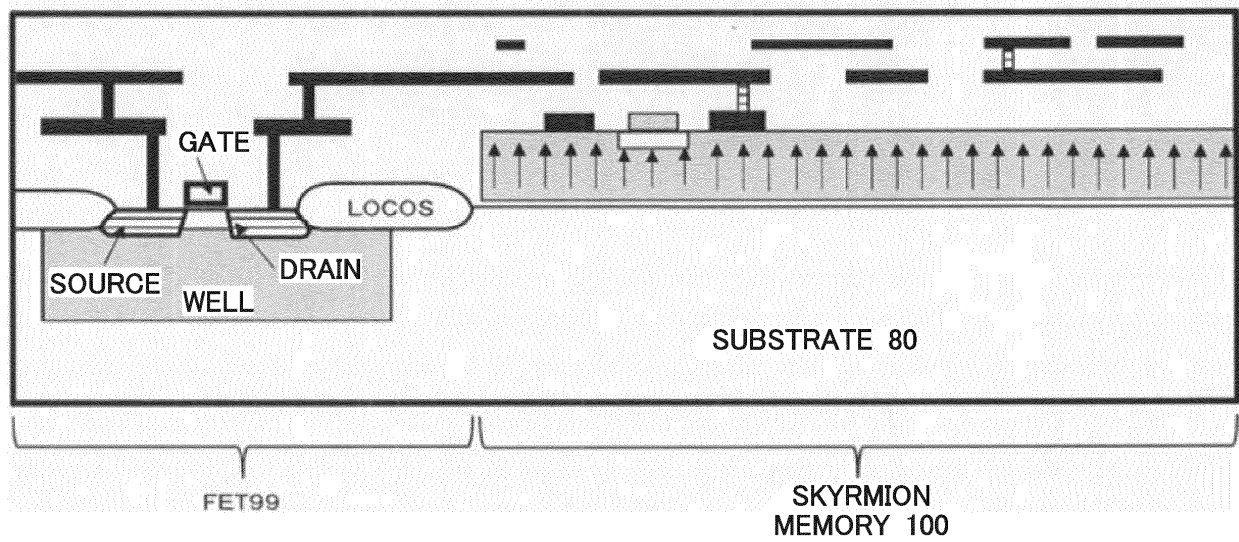 GATE
LOCOS
SOURCE
DRAIN
WELL
SUBSTRATE 80
FET99
SKYRMION
MEMORY 100